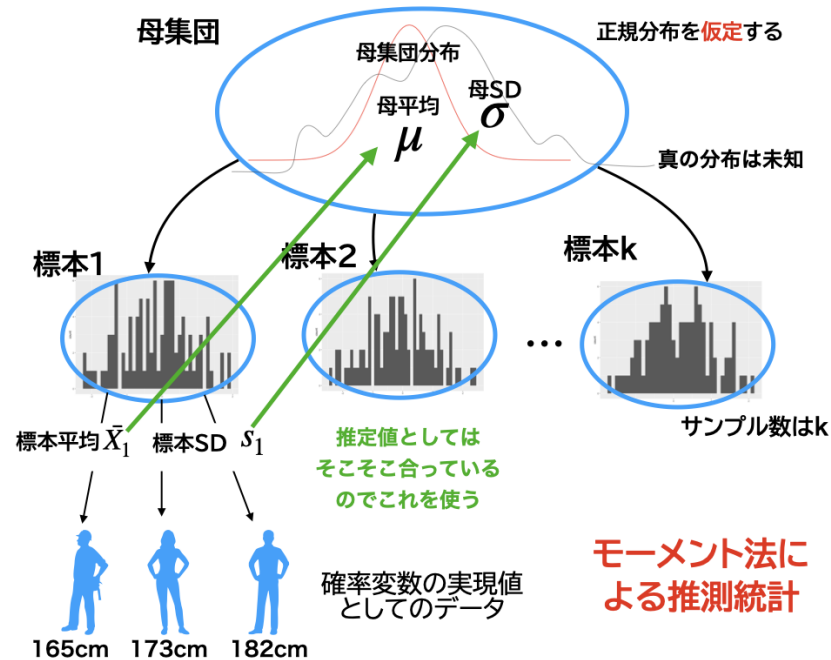 母集団
正規分布を仮定する
母集団分布
母SD
σ
母平均
μ
真の分布は未知
標本1
標本2
標本k
...
サンプル数はk
標本平均 X̄₁ 標本SD s₁
推定値としては
そこそこ合っている
のでこれを使う
確率変数の実現値
としてのデータ
モーメント法に
よる推測統計
165cm 173cm 182cm